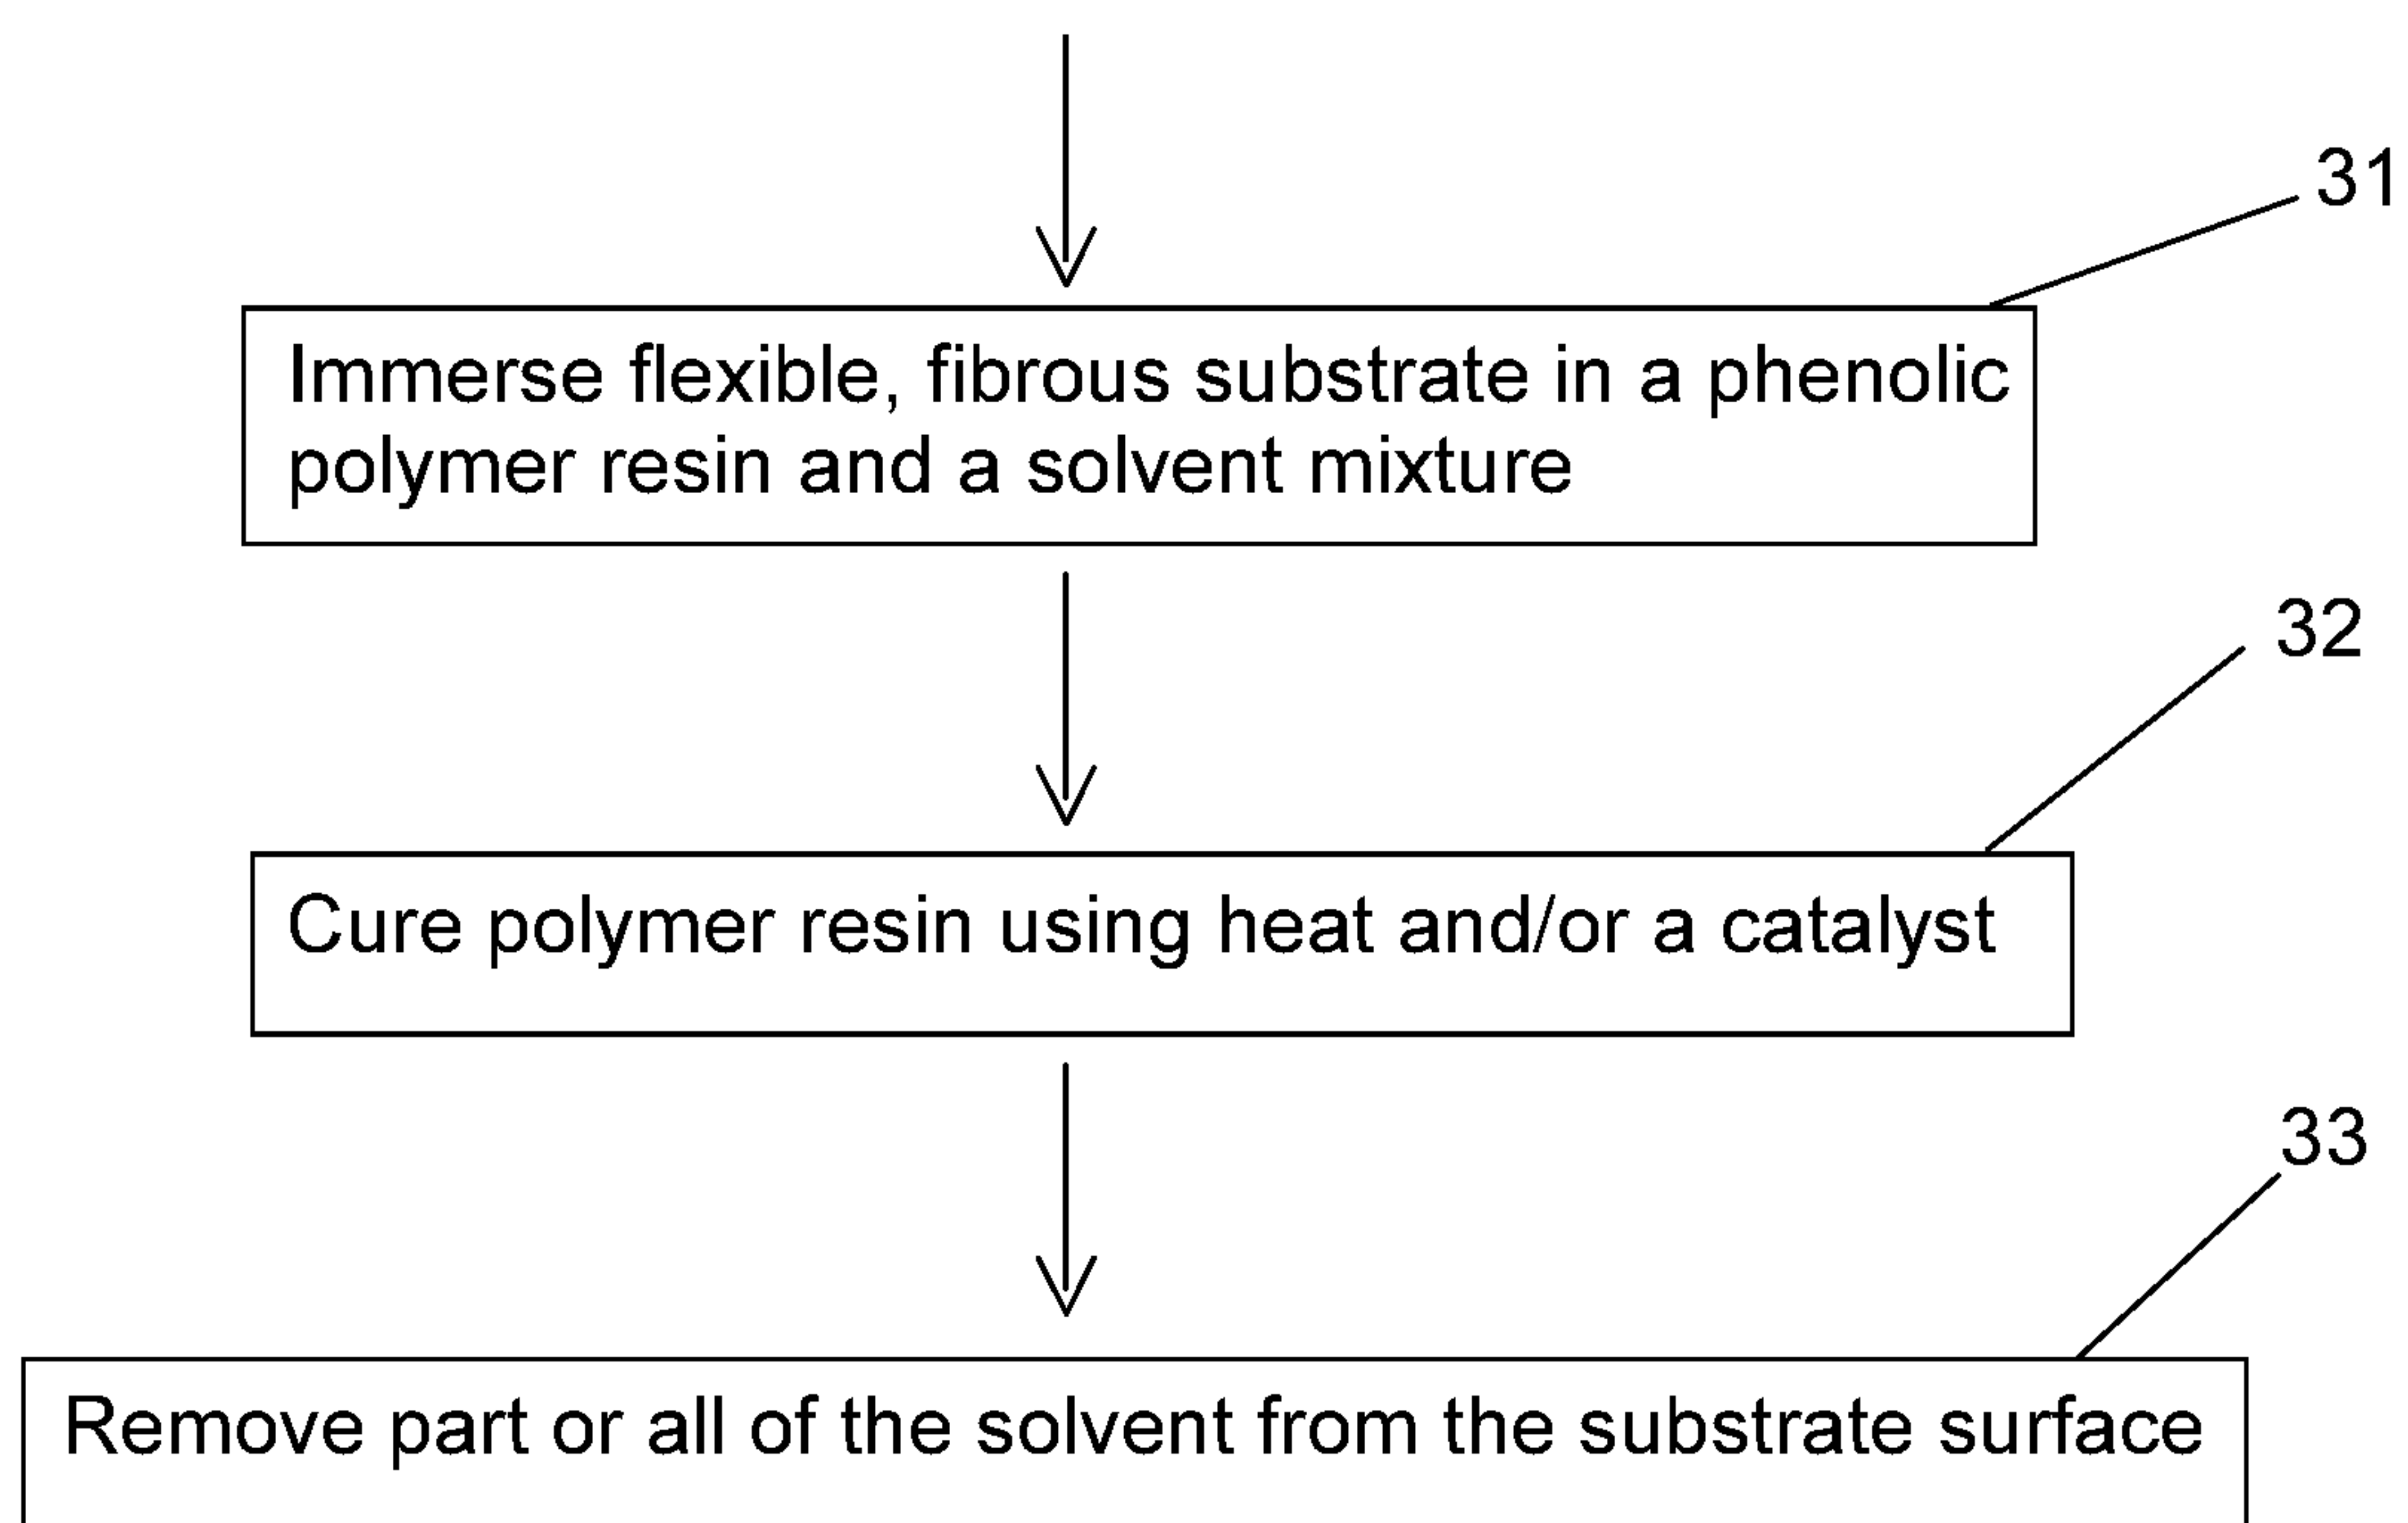 31
Immerse flexible, fibrous substrate in a phenolic
polymer resin and a solvent mixture
32
Cure polymer resin using heat and/or a catalyst
33
Remove part or all of the solvent from the substrate surface